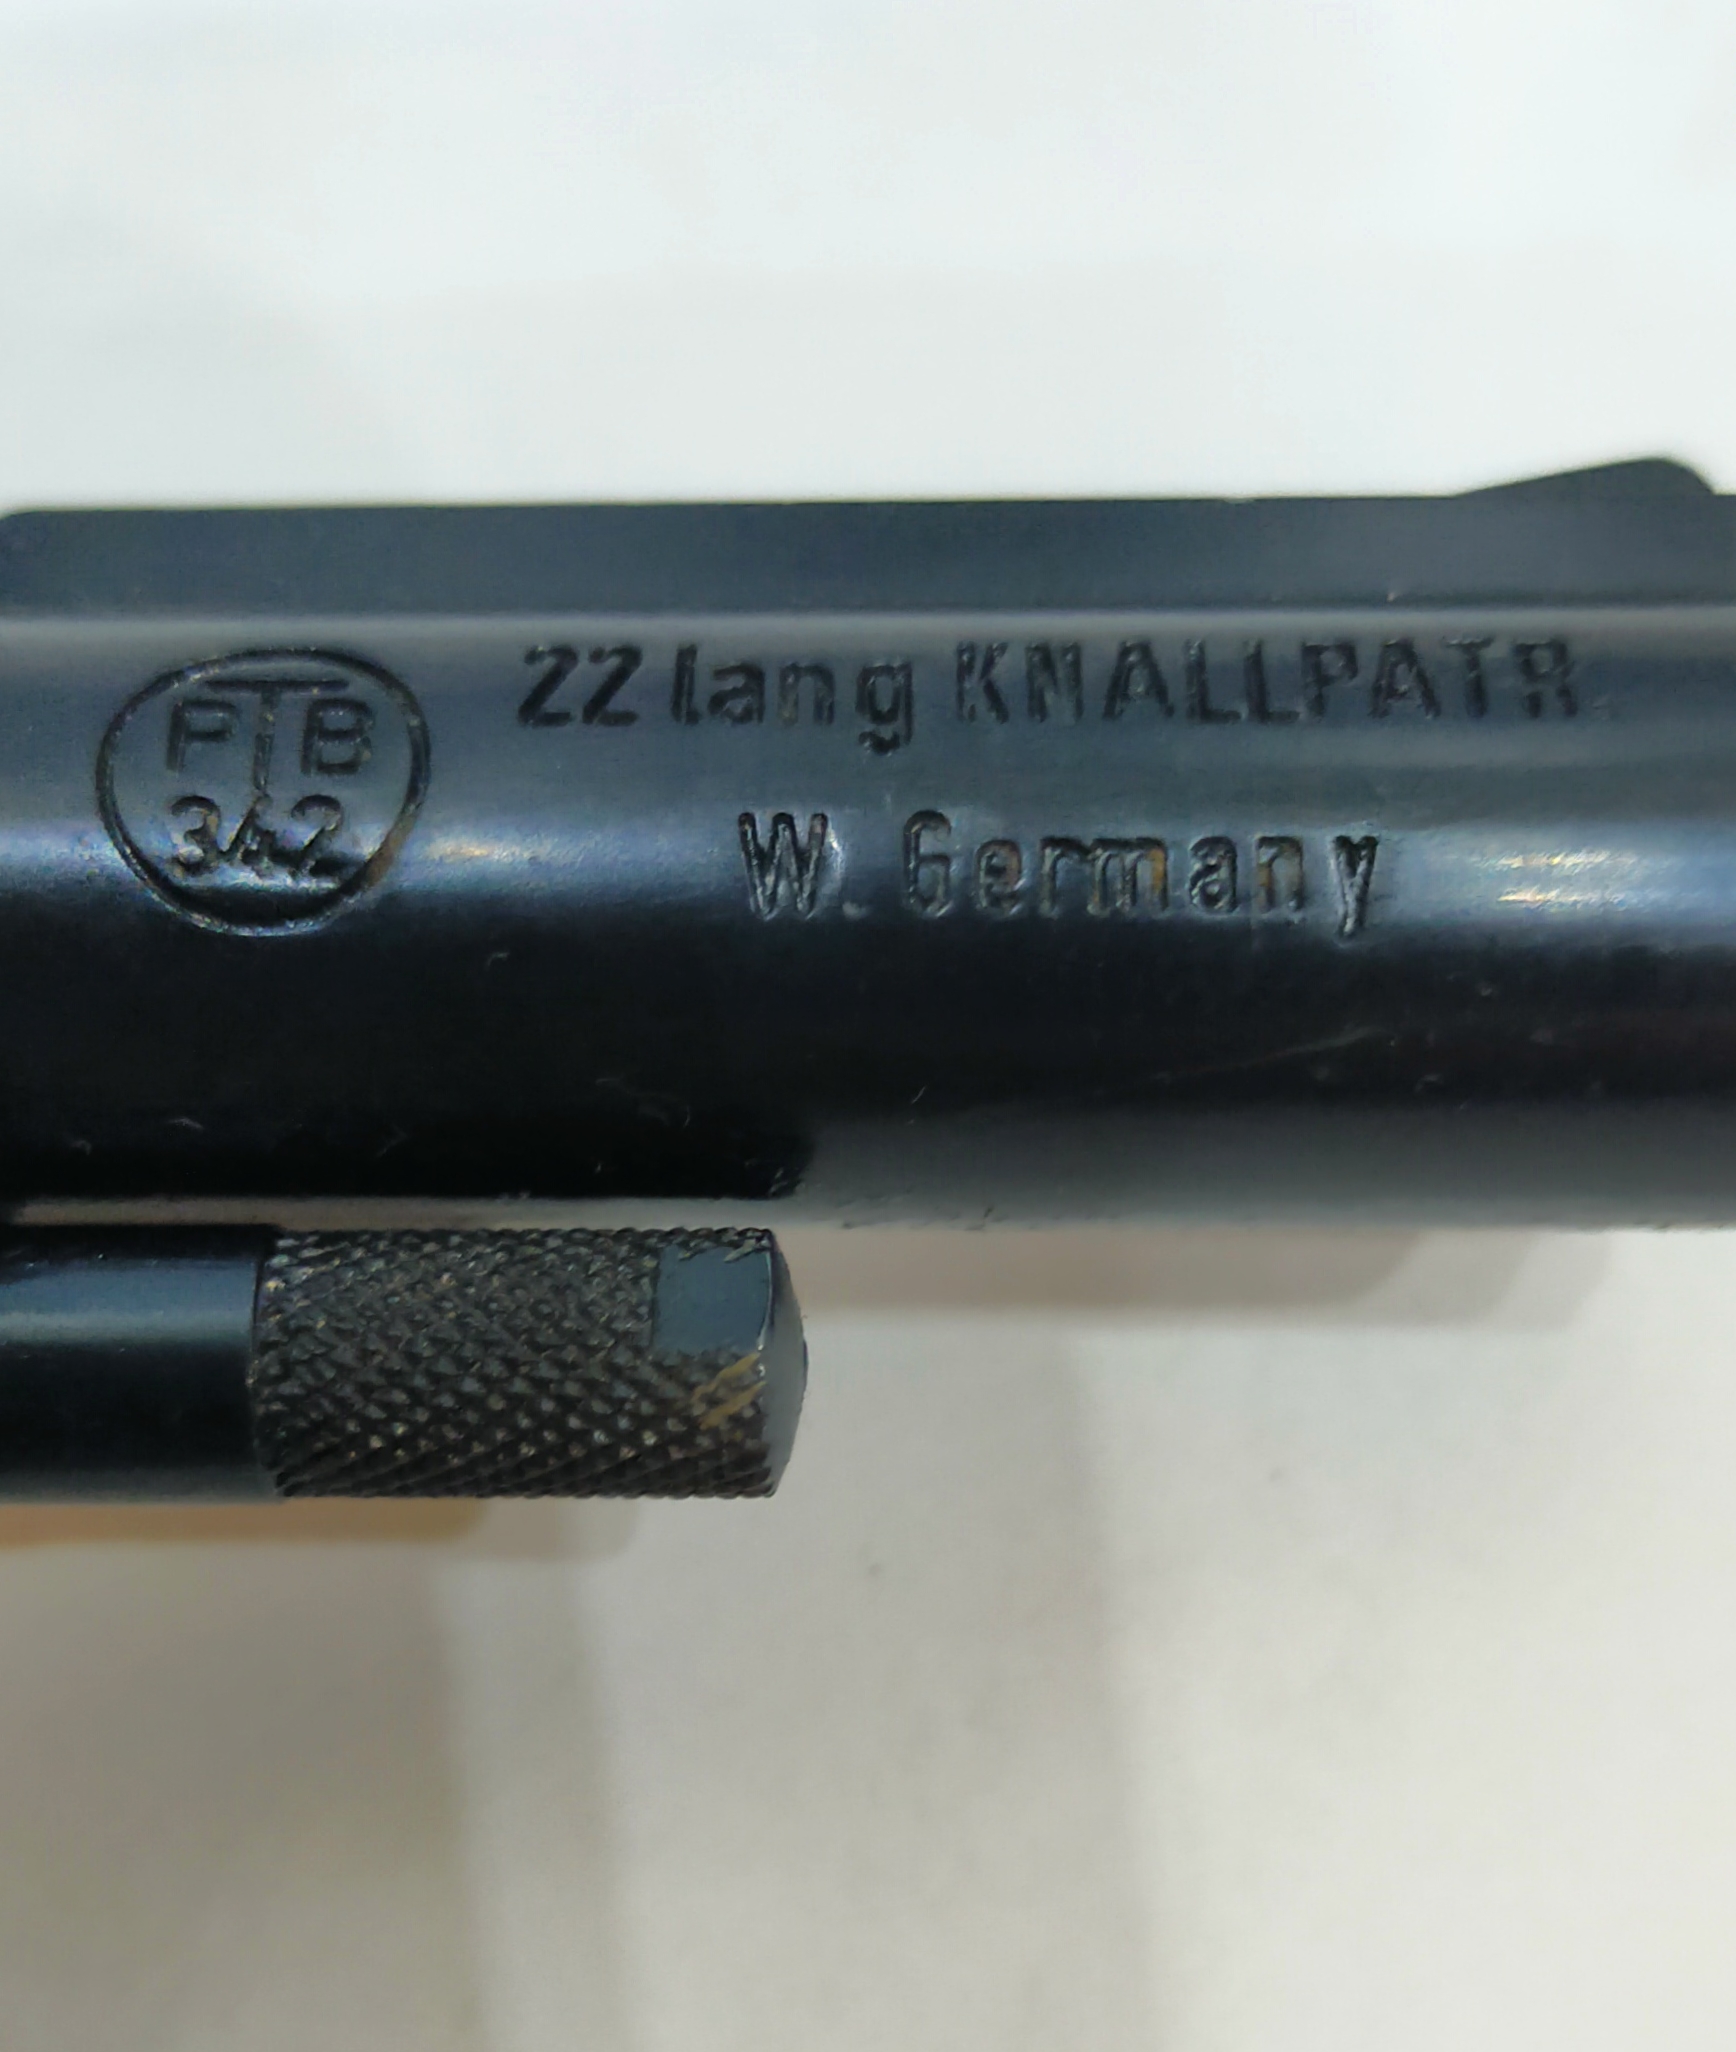 PTB
342
22 lang KNALLPATR.
W. Germany